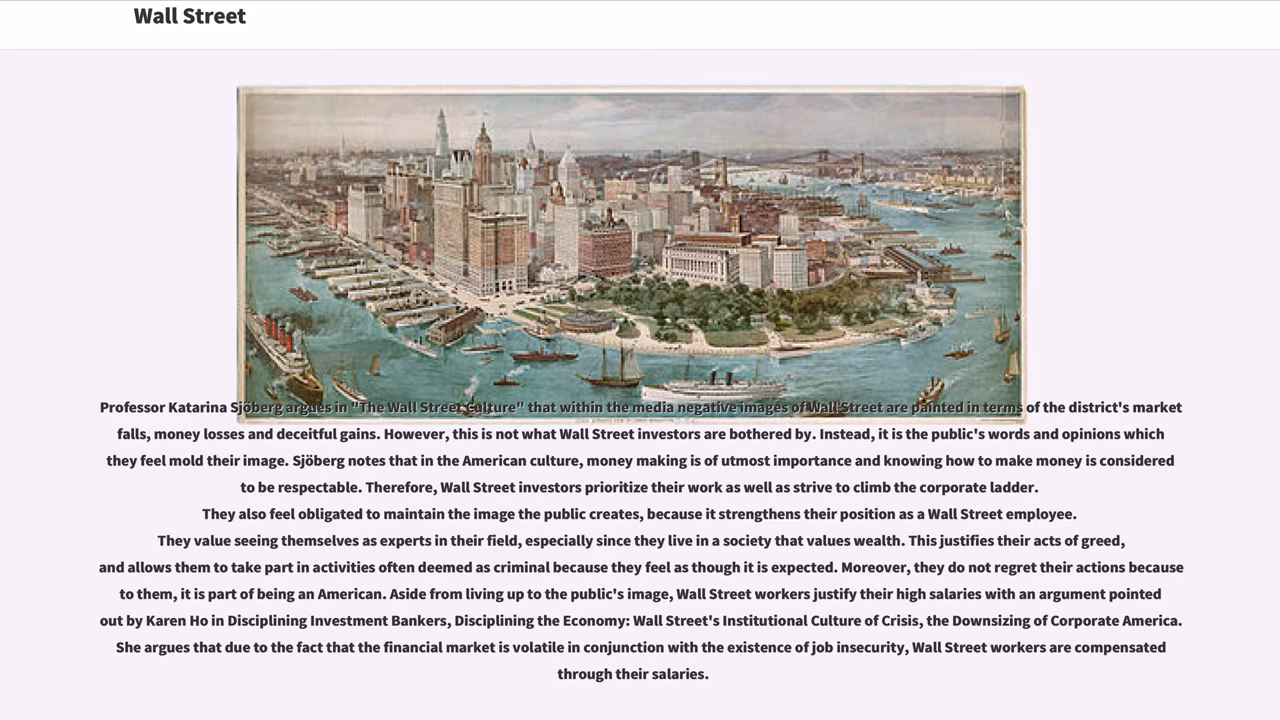 Wall Street
Professor Katarina Sjöberg argues in "The Wall Street Culture" that within the media negative images of Wall Street are painted in terms of the district's market
falls, money losses and deceitful gains. However, this is not what Wall Street investors are bothered by. Instead, it is the public's words and opinions which
they feel mold their image. Sjöberg notes that in the American culture, money making is of utmost importance and knowing how to make money is considered
to be respectable. Therefore, Wall Street investors prioritize their work as well as strive to climb the corporate ladder.
They also feel obligated to maintain the image the public creates, because it strengthens their position as a Wall Street employee.
They value seeing themselves as experts in their field, especially since they live in a society that values wealth. This justifies their acts of greed,
and allows them to take part in activities often deemed as criminal because they feel as though it is expected. Moreover, they do not regret their actions because
to them, it is part of being an American. Aside from living up to the public's image, Wall Street workers justify their high salaries with an argument pointed
out by Karen Ho in Disciplining Investment Bankers, Disciplining the Economy: Wall Street's Institutional Culture of Crisis, the Downsizing of Corporate America.
She argues that due to the fact that the financial market is volatile in conjunction with the existence of job insecurity, Wall Street workers are compensated
through their salaries.